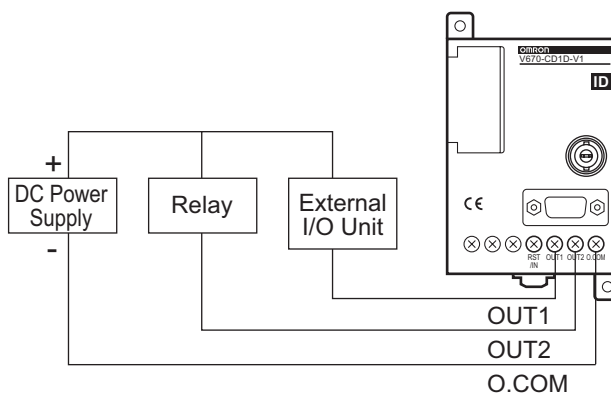 OMRON
V670-CD1D-V1
ID
+
DC Power
Supply
-
Relay
External
I/O Unit
CE
RST
/IN
OUT1
OUT2
O.COM
OUT1
OUT2
O.COM